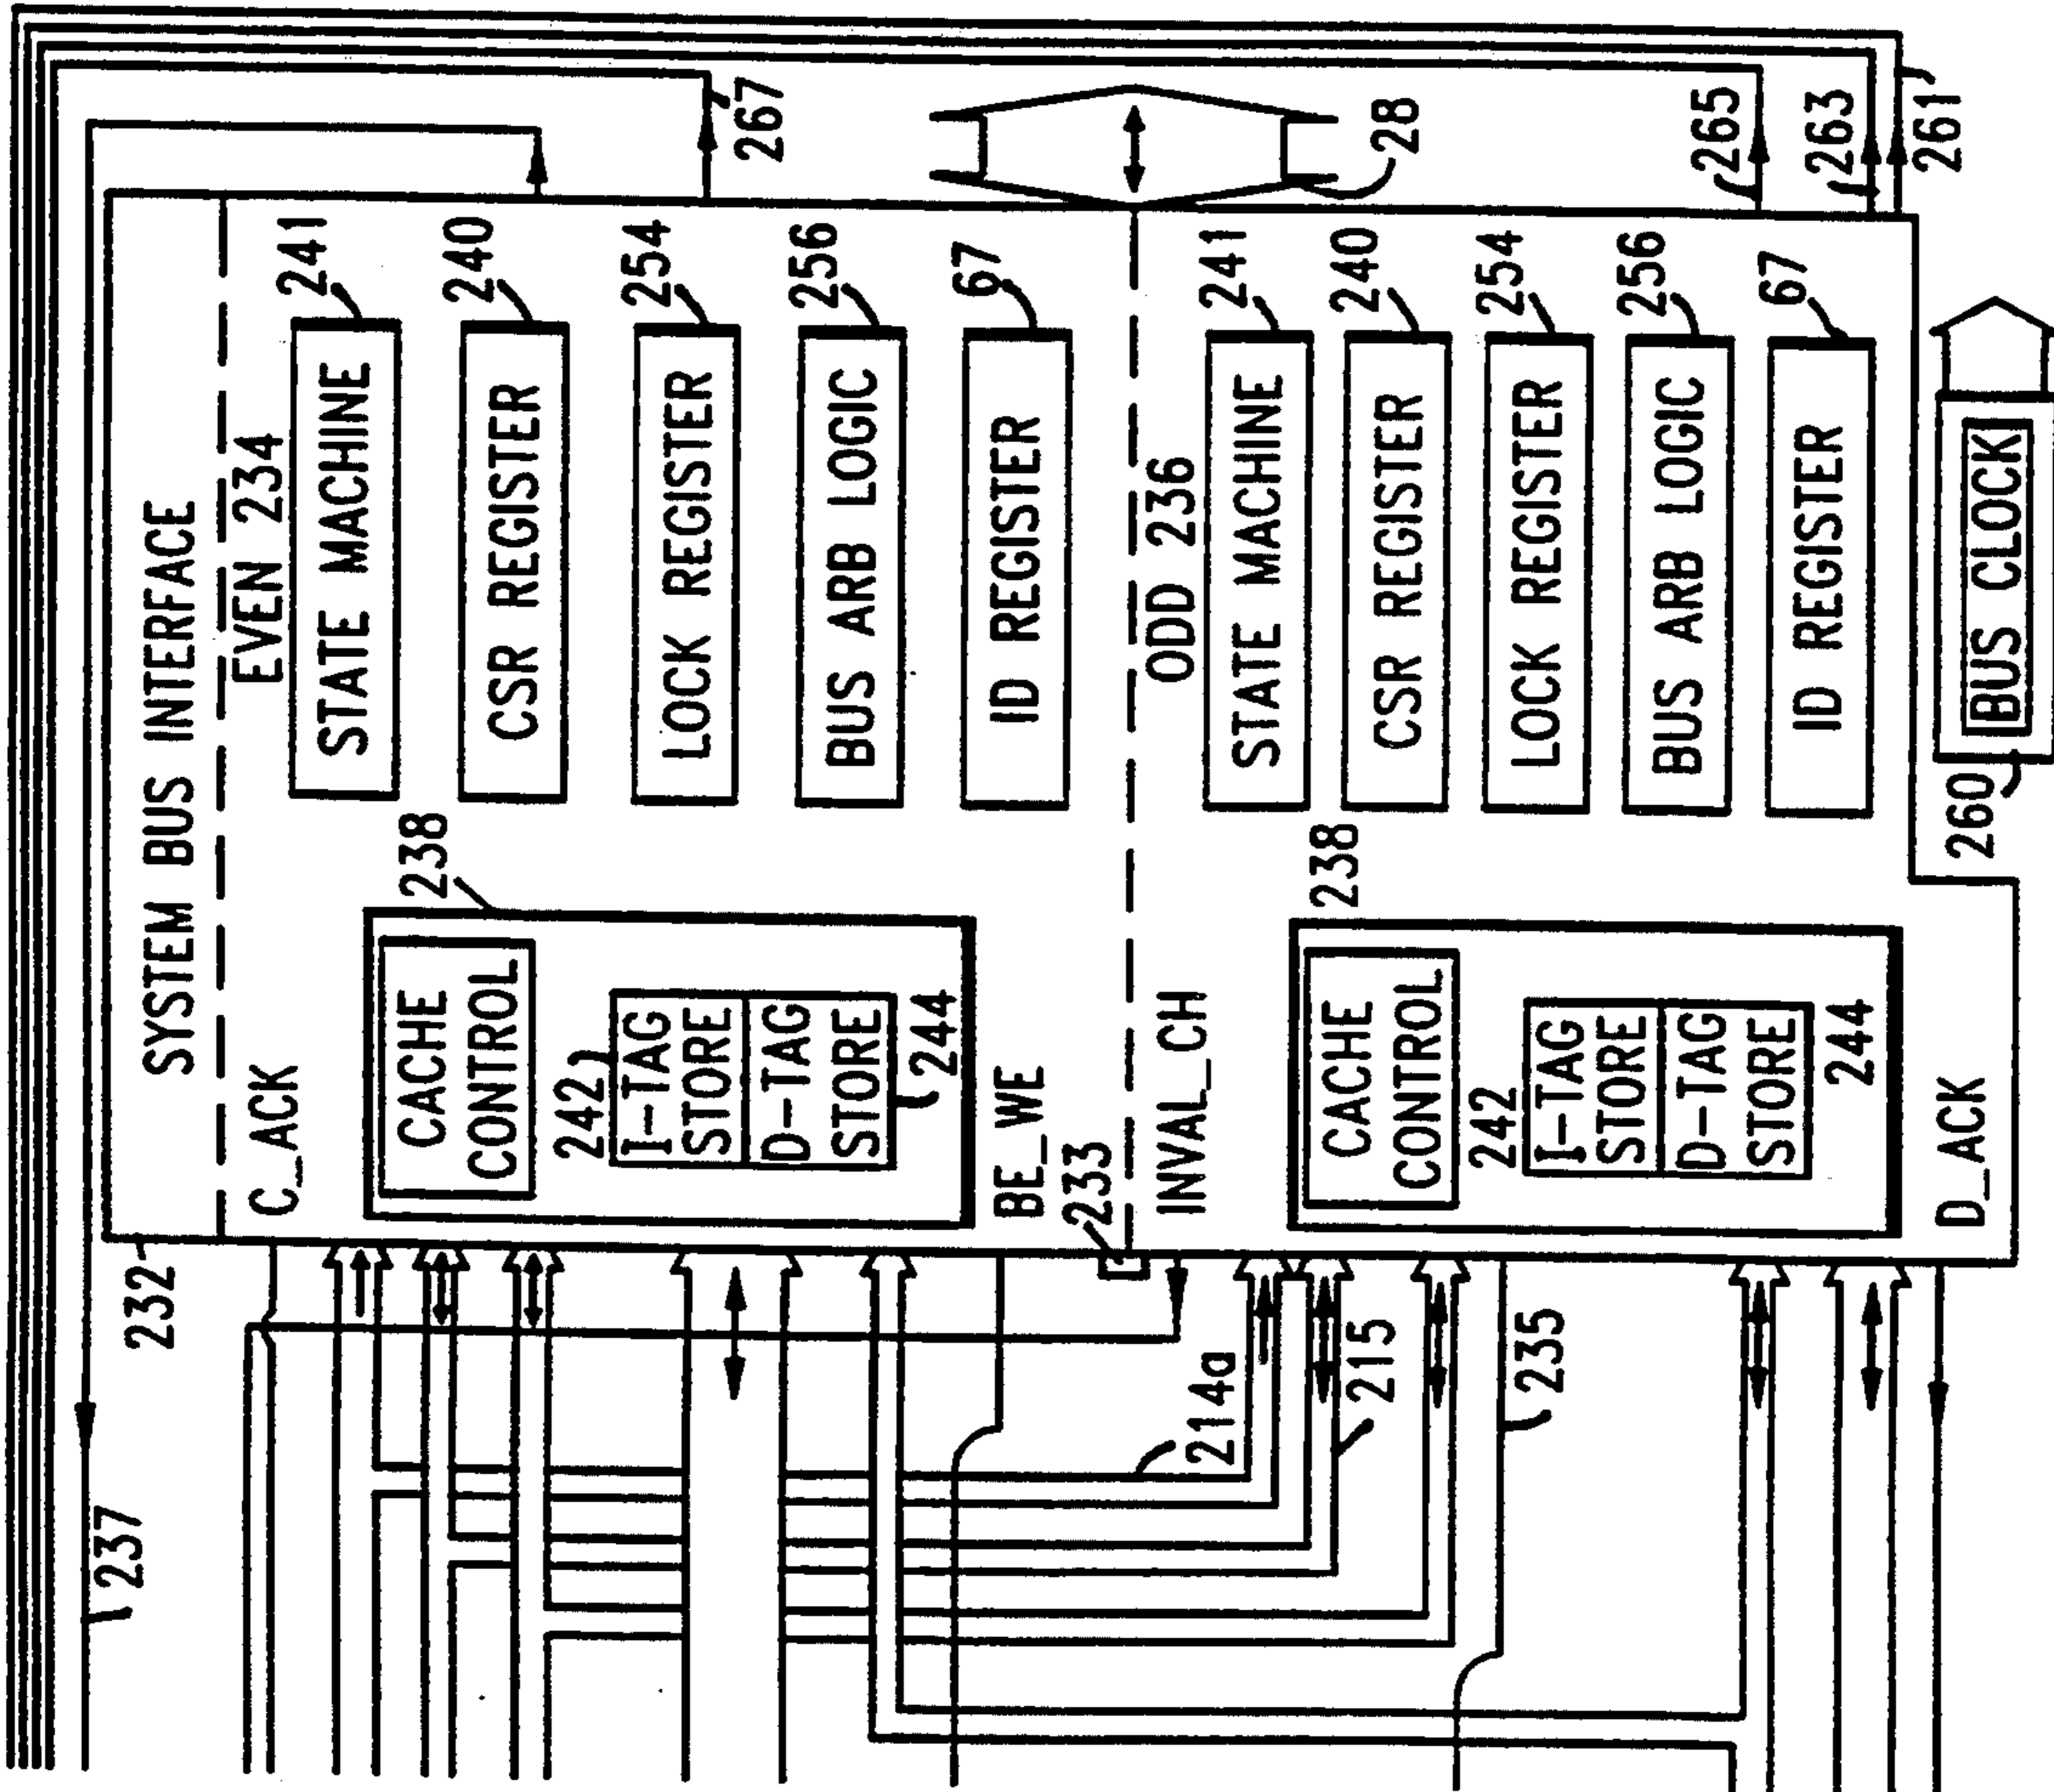 SYSTEM BUS INTERFACE
232
237
EVEN 234
C_ACK
CACHE
CONTROL
238
242
I-TAG
STORE
D-TAG
STORE
244
STATE MACHINE
241
CSR REGISTER
240
LOCK REGISTER
254
BUS ARB LOGIC
256
ID REGISTER
67
267
BE_WE
233
28
ODD 236
INVAL_CH
CACHE
CONTROL
238
242
I-TAG
STORE
D-TAG
STORE
244
STATE MACHINE
241
CSR REGISTER
240
LOCK REGISTER
254
BUS ARB LOGIC
256
ID REGISTER
67
214a
215
235
D_ACK
265
263
261
260
BUS CLOCK